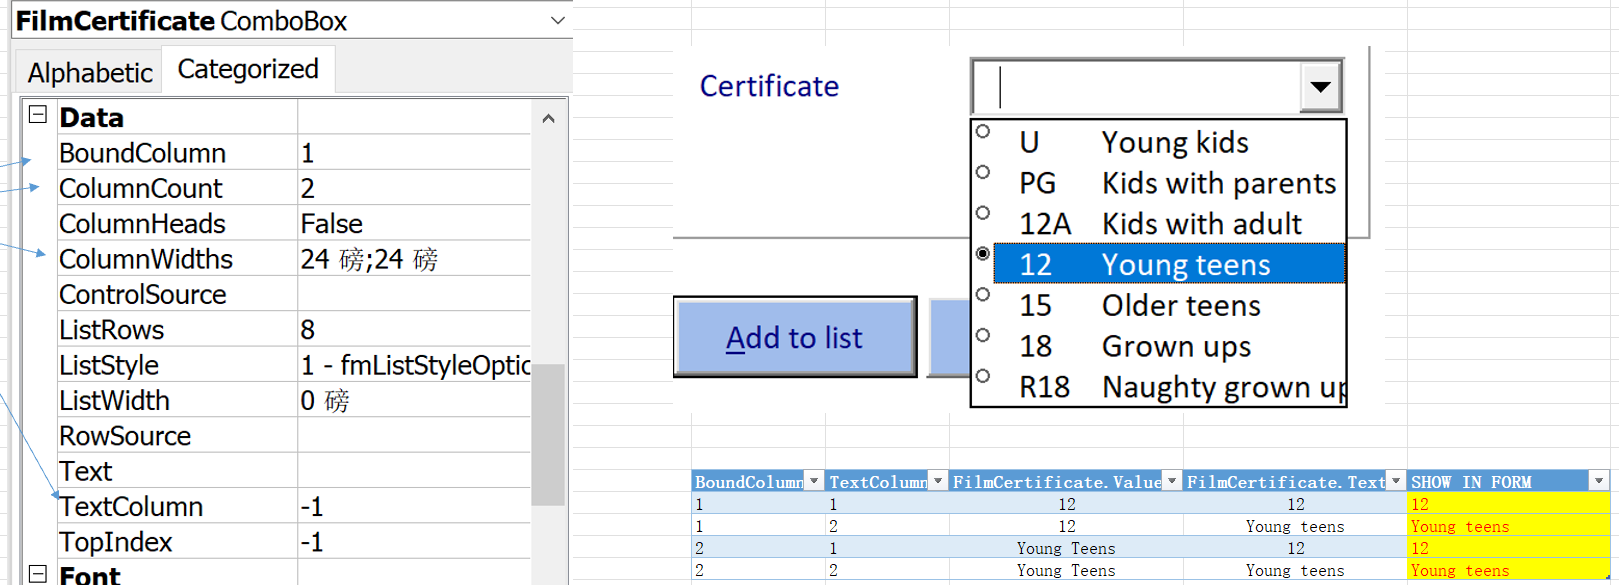 FilmCertificate ComboBox
Alphabetic Categorized
Data
BoundColumn 1
ColumnCount 2
ColumnHeads False
ColumnWidths 24 磅;24 磅
ControlSource
ListRows 8
ListStyle 1 - fmListStyleOptio
ListWidth 0 磅
RowSource
Text
TextColumn -1
TopIndex -1
Font
Certificate
U Young kids
PG Kids with parents
12A Kids with adult
12 Young teens
15 Older teens
18 Grown ups
R18 Naughty grown up
Add to list
BoundColumn TextColumn FilmCertificate.Value FilmCertificate.Text SHOW IN FORM
1 1 12 12 12
1 2 12 Young teens Young teens
2 1 Young Teens 12 12
2 2 Young Teens Young teens Young teens